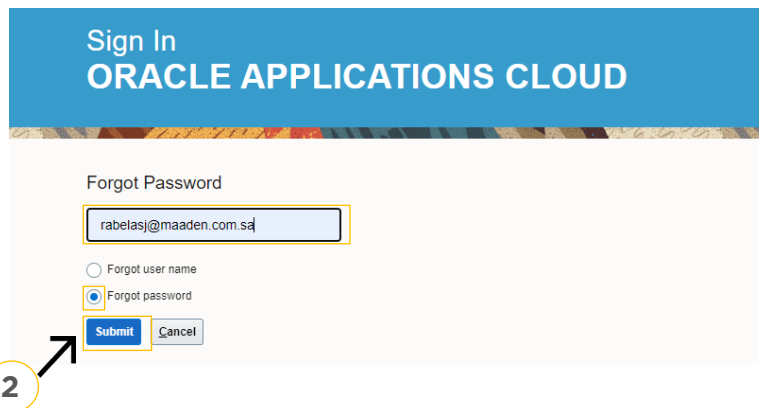 Sign In
ORACLE APPLICATIONS CLOUD
Forgot Password
rabelasj@maaden.com.sa
Forgot user name
Forgot password
Submit Cancel
2